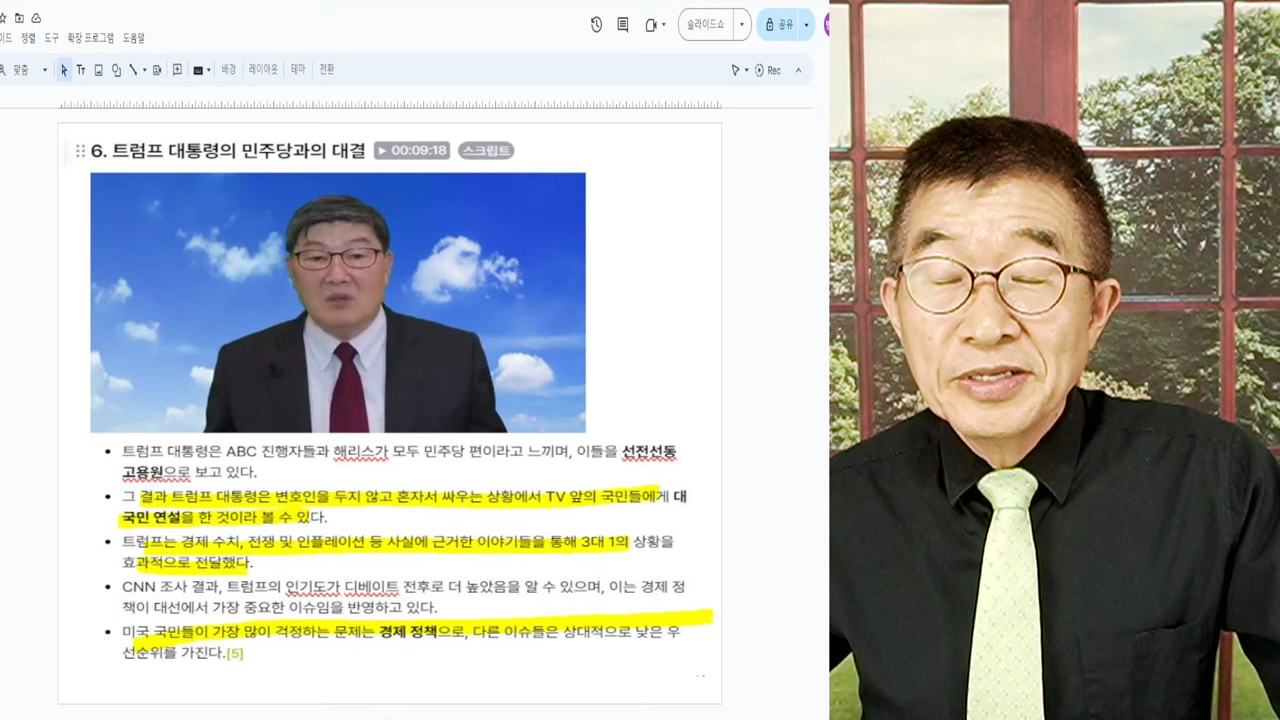 정렬 도구 확장 프로그램 도움말
슬라이드쇼
공유
맞춤
배경 레이아웃 테마 전환
Rec
6. 트럼프 대통령의 민주당과의 대결 ▶ 00:09:18 스크립트
• 트럼프 대통령은 ABC 진행자들과 해리스가 모두 민주당 편이라고 느끼며, 이들을 선전선동
고용원으로 보고 있다.
• 그 결과 트럼프 대통령은 변호인을 두지 않고 혼자서 싸우는 상황에서 TV 앞의 국민들에게 대
국민 연설을 한 것이라 볼 수 있다.
• 트럼프는 경제 수치, 전쟁 및 인플레이션 등 사실에 근거한 이야기들을 통해 3대 1의 상황을
효과적으로 전달했다.
• CNN 조사 결과, 트럼프의 인기도가 디베이트 전후로 더 높았음을 알 수 있으며, 이는 경제 정
책이 대선에서 가장 중요한 이슈임을 반영하고 있다.
• 미국 국민들이 가장 많이 걱정하는 문제는 경제 정책으로, 다른 이슈들은 상대적으로 낮은 우
선순위를 가진다.[5]